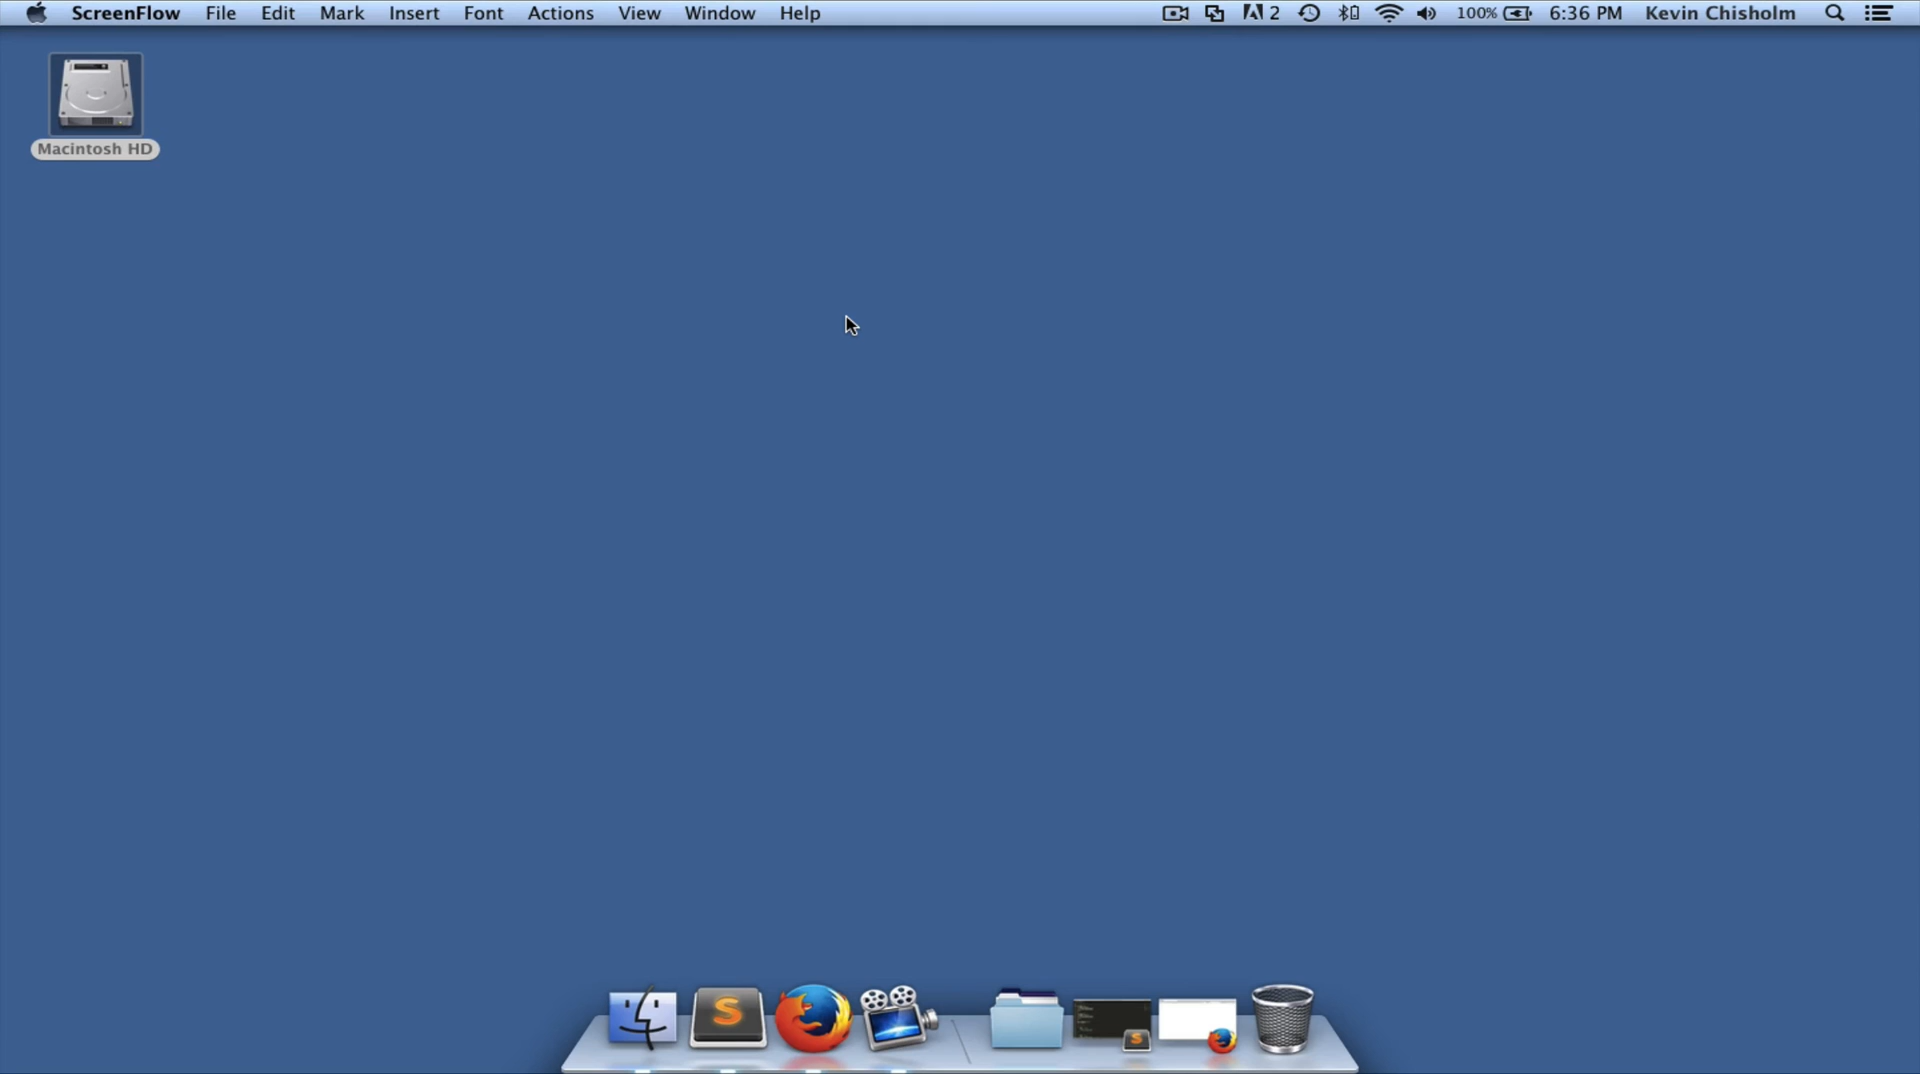 ScreenFlow File Edit Mark Insert Font Actions View Window Help 2 100% 6:36 PM Kevin Chisholm
Macintosh HD
S
S